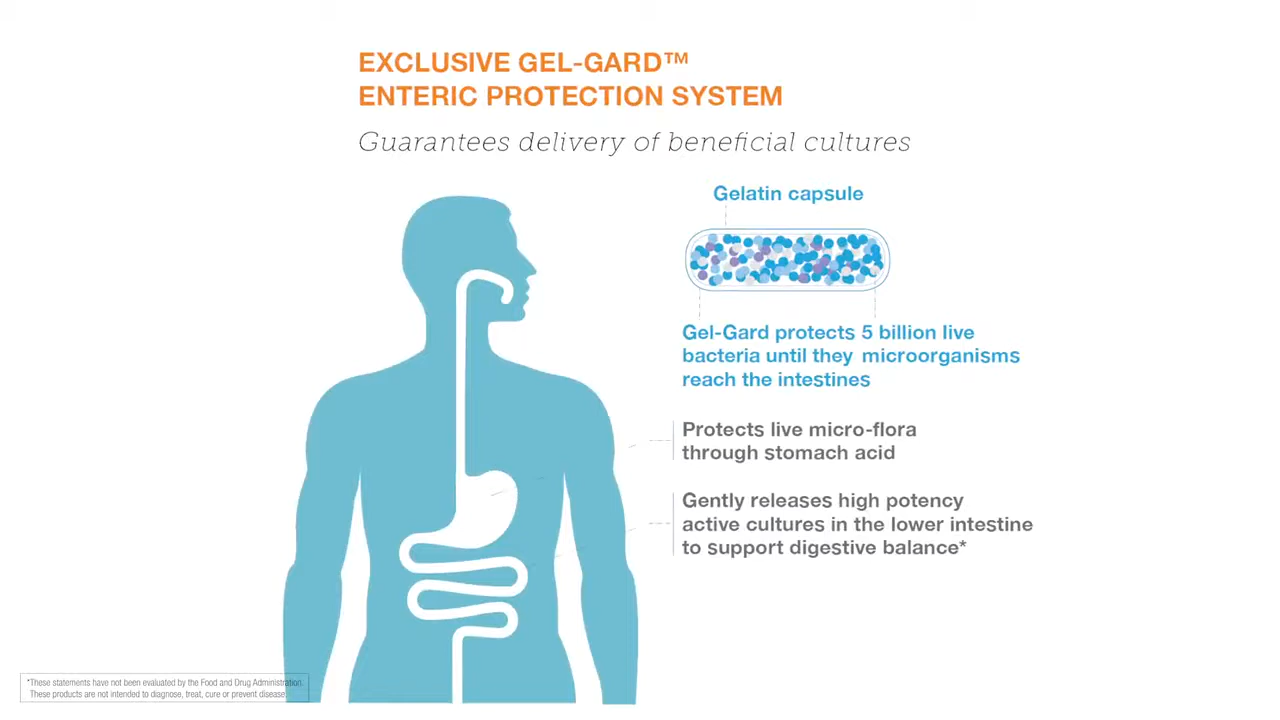 EXCLUSIVE GEL-GARD™
ENTERIC PROTECTION SYSTEM
Guarantees delivery of beneficial cultures
Gelatin capsule
Gel-Gard protects 5 billion live
bacteria until they microorganisms
reach the intestines
Protects live micro-flora
through stomach acid
Gently releases high potency
active cultures in the lower intestine
to support digestive balance*
*These statements have not been evaluated by the Food and Drug Administration.
These products are not intended to diagnose, treat, cure or prevent disease.